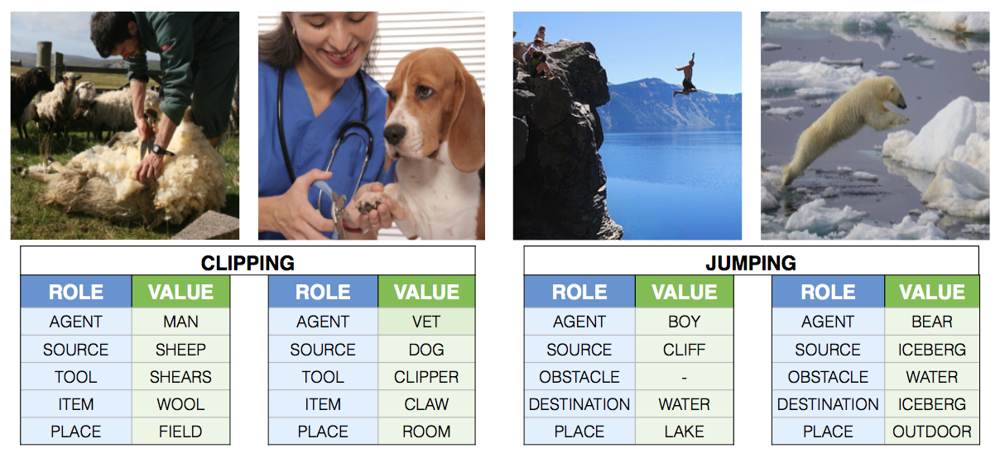 CLIPPING
ROLE VALUE
AGENT MAN
SOURCE SHEEP
TOOL SHEARS
ITEM WOOL
PLACE FIELD
ROLE VALUE
AGENT VET
SOURCE DOG
TOOL CLIPPER
ITEM CLAW
PLACE ROOM
JUMPING
ROLE VALUE
AGENT BOY
SOURCE CLIFF
OBSTACLE -
DESTINATION WATER
PLACE LAKE
ROLE VALUE
AGENT BEAR
SOURCE ICEBERG
OBSTACLE WATER
DESTINATION ICEBERG
PLACE OUTDOOR